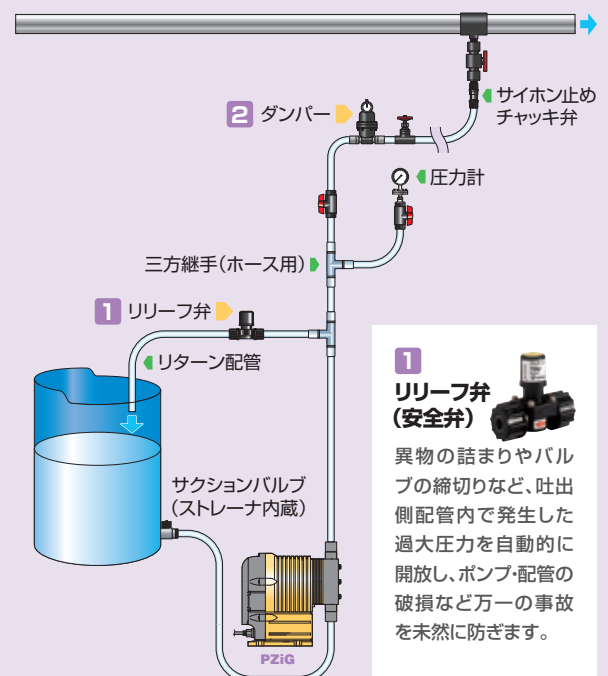 サイホン止め
チャッキ弁
2 ダンパー
圧力計
三方継手(ホース用)
1 リリーフ弁
リターン配管
サクションバルブ
(ストレーナ内蔵)
PZiG
1
リリーフ弁
(安全弁)
異物の詰まりやバル
ブの締切りなど、吐出
側配管内で発生した
過大圧力を自動的に
開放し、ポンプ・配管の
破損など万一の事故
を未然に防ぎます。